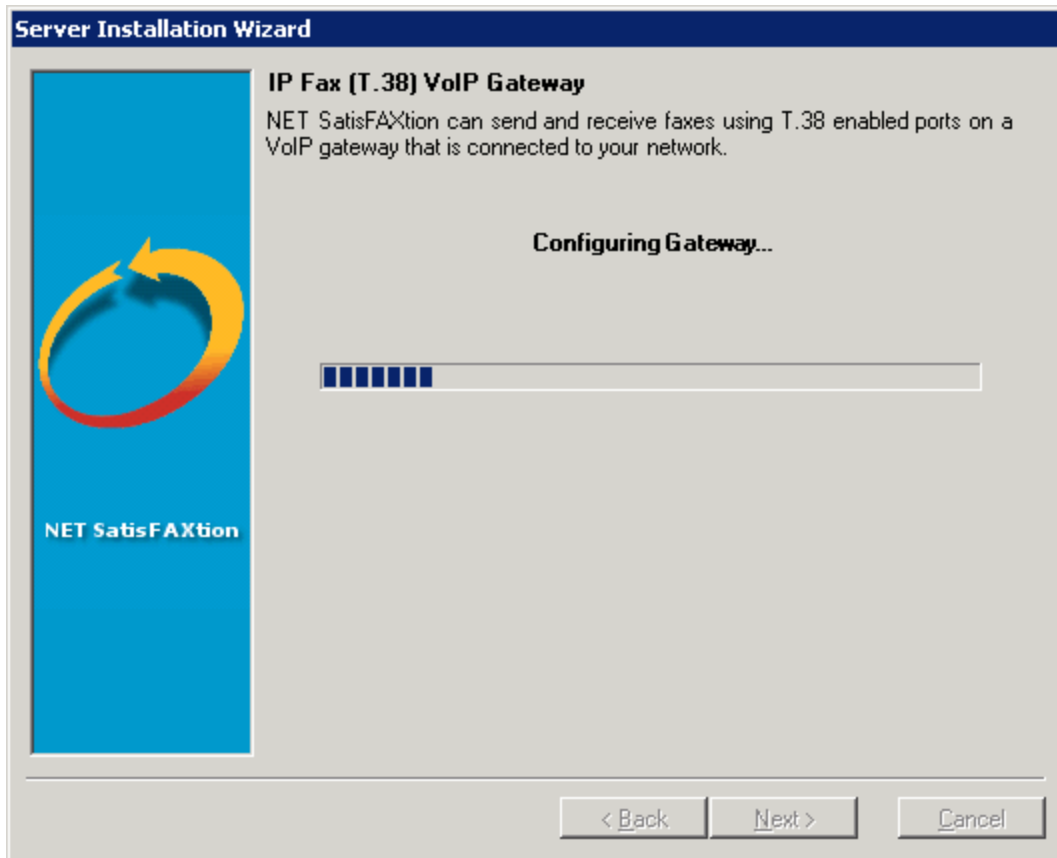 Server Installation Wizard
IP Fax (T.38) VoIP Gateway
NET SatisFAXtion can send and receive faxes using T.38 enabled ports on a
VoIP gateway that is connected to your network.
Configuring Gateway...
NET SatisFAXtion
< Back Next > Cancel